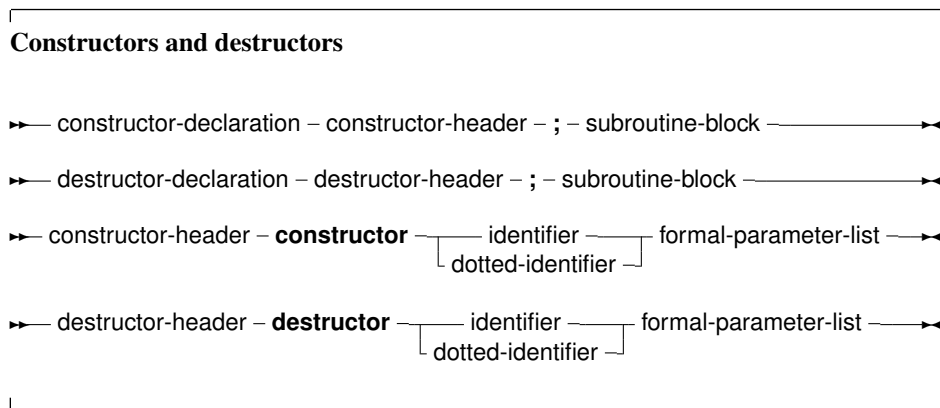 Constructors and destructors
constructor-declaration – constructor-header – ; – subroutine-block
destructor-declaration – destructor-header – ; – subroutine-block
constructor-header – constructor identifier formal-parameter-list
dotted-identifier
destructor-header – destructor identifier formal-parameter-list
dotted-identifier